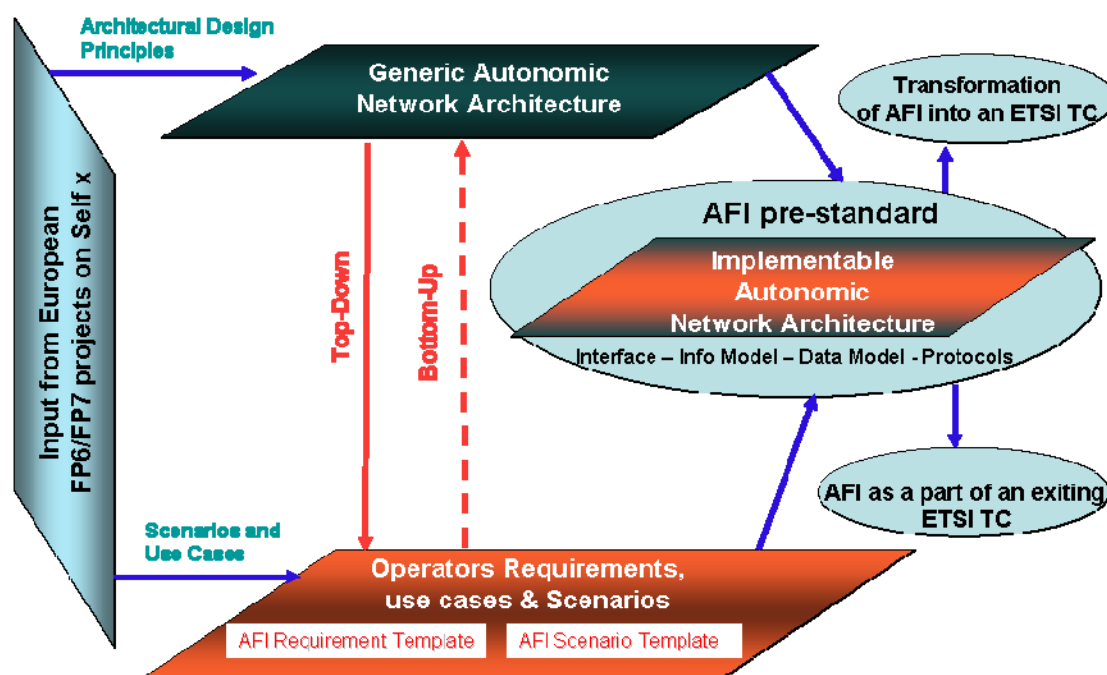 Architectural Design
Principles
Generic Autonomic
Network Architecture
Transformation
of AFI into an ETSI TC
Input from European
FP6/FP7 projects on Self x
Top-Down
Bottom-Up
AFI pre-standard
Implementable
Autonomic
Network Architecture
Interface – Info Model – Data Model - Protocols
AFI as a part of an exiting
ETSI TC
Scenarios and
Use Cases
Operators Requirements,
use cases & Scenarios
AFI Requirement Template
AFI Scenario Template